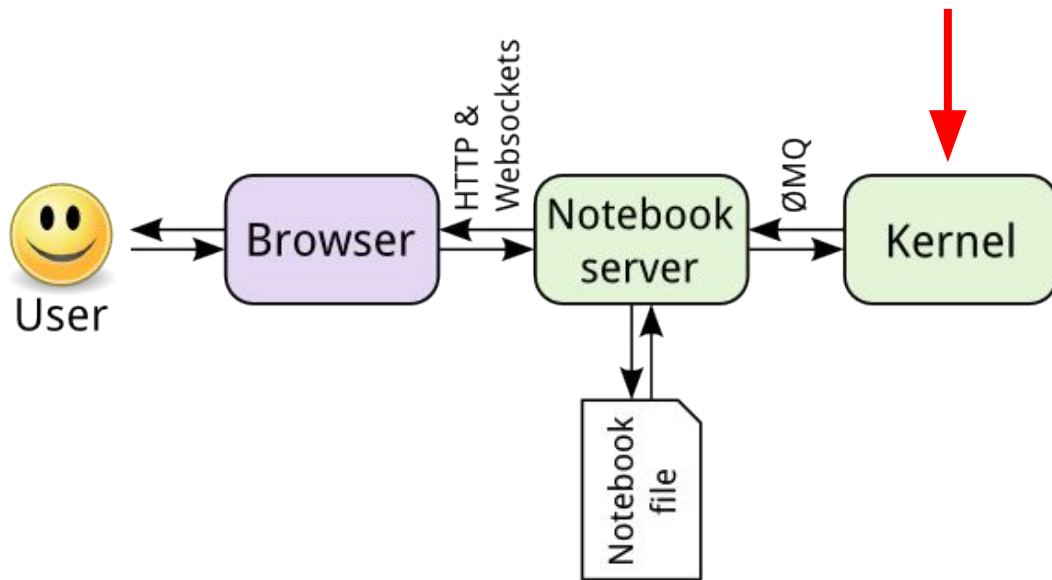 User
Browser
HTTP &
Websockets
Notebook
server
ØMQ
Kernel
Notebook
file